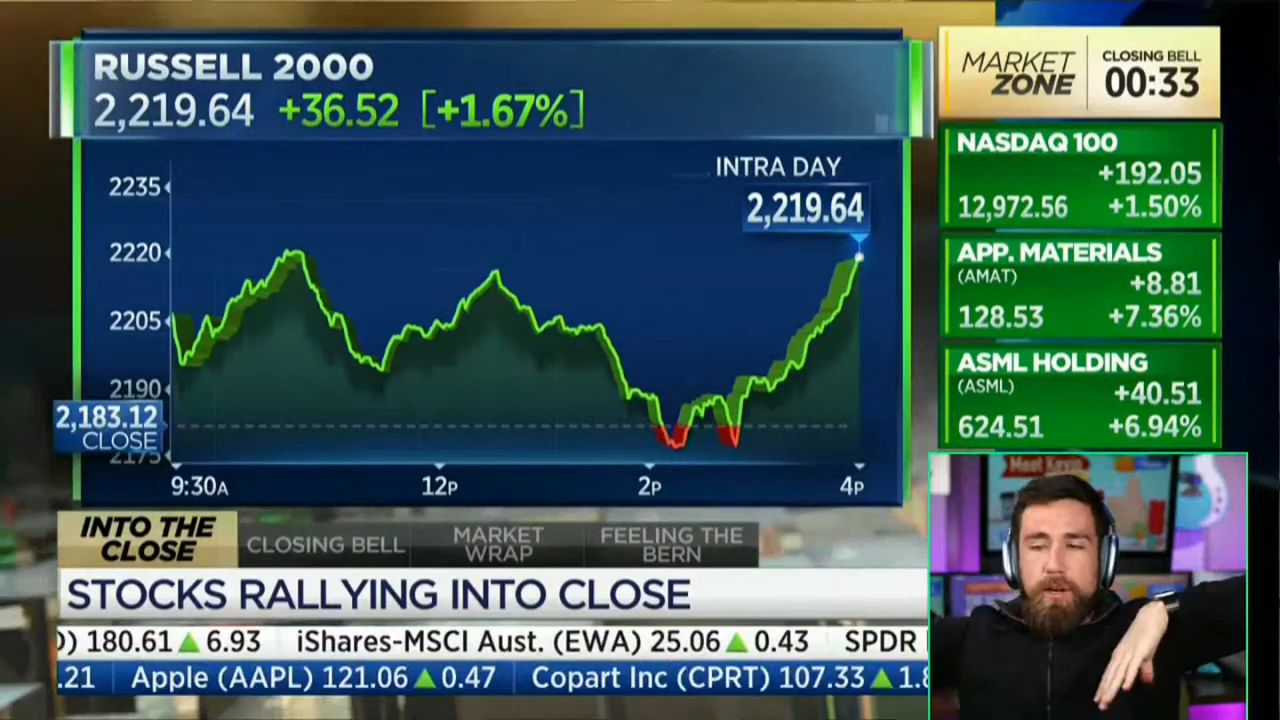 RUSSELL 2000
2,219.64 +36.52 [+1.67%]
INTRA DAY
2,219.64
2235
2220
2205
2190
2,183.12
CLOSE
2175
9:30A 12P 2P 4P
MARKET
ZONE
CLOSING BELL
00:33
NASDAQ 100
+192.05
12,972.56 +1.50%
APP. MATERIALS
(AMAT) +8.81
128.53 +7.36%
ASML HOLDING
(ASML) +40.51
624.51 +6.94%
Meet Kevin
INTO THE
CLOSE
CLOSING BELL
MARKET
WRAP
FEELING THE
BERN
STOCKS RALLYING INTO CLOSE
) 180.61 ▲ 6.93 iShares-MSCI Aust. (EWA) 25.06 ▲ 0.43 SPDR
.21 Apple (AAPL) 121.06 ▲ 0.47 Copart Inc (CPRT) 107.33 ▲ 1.8